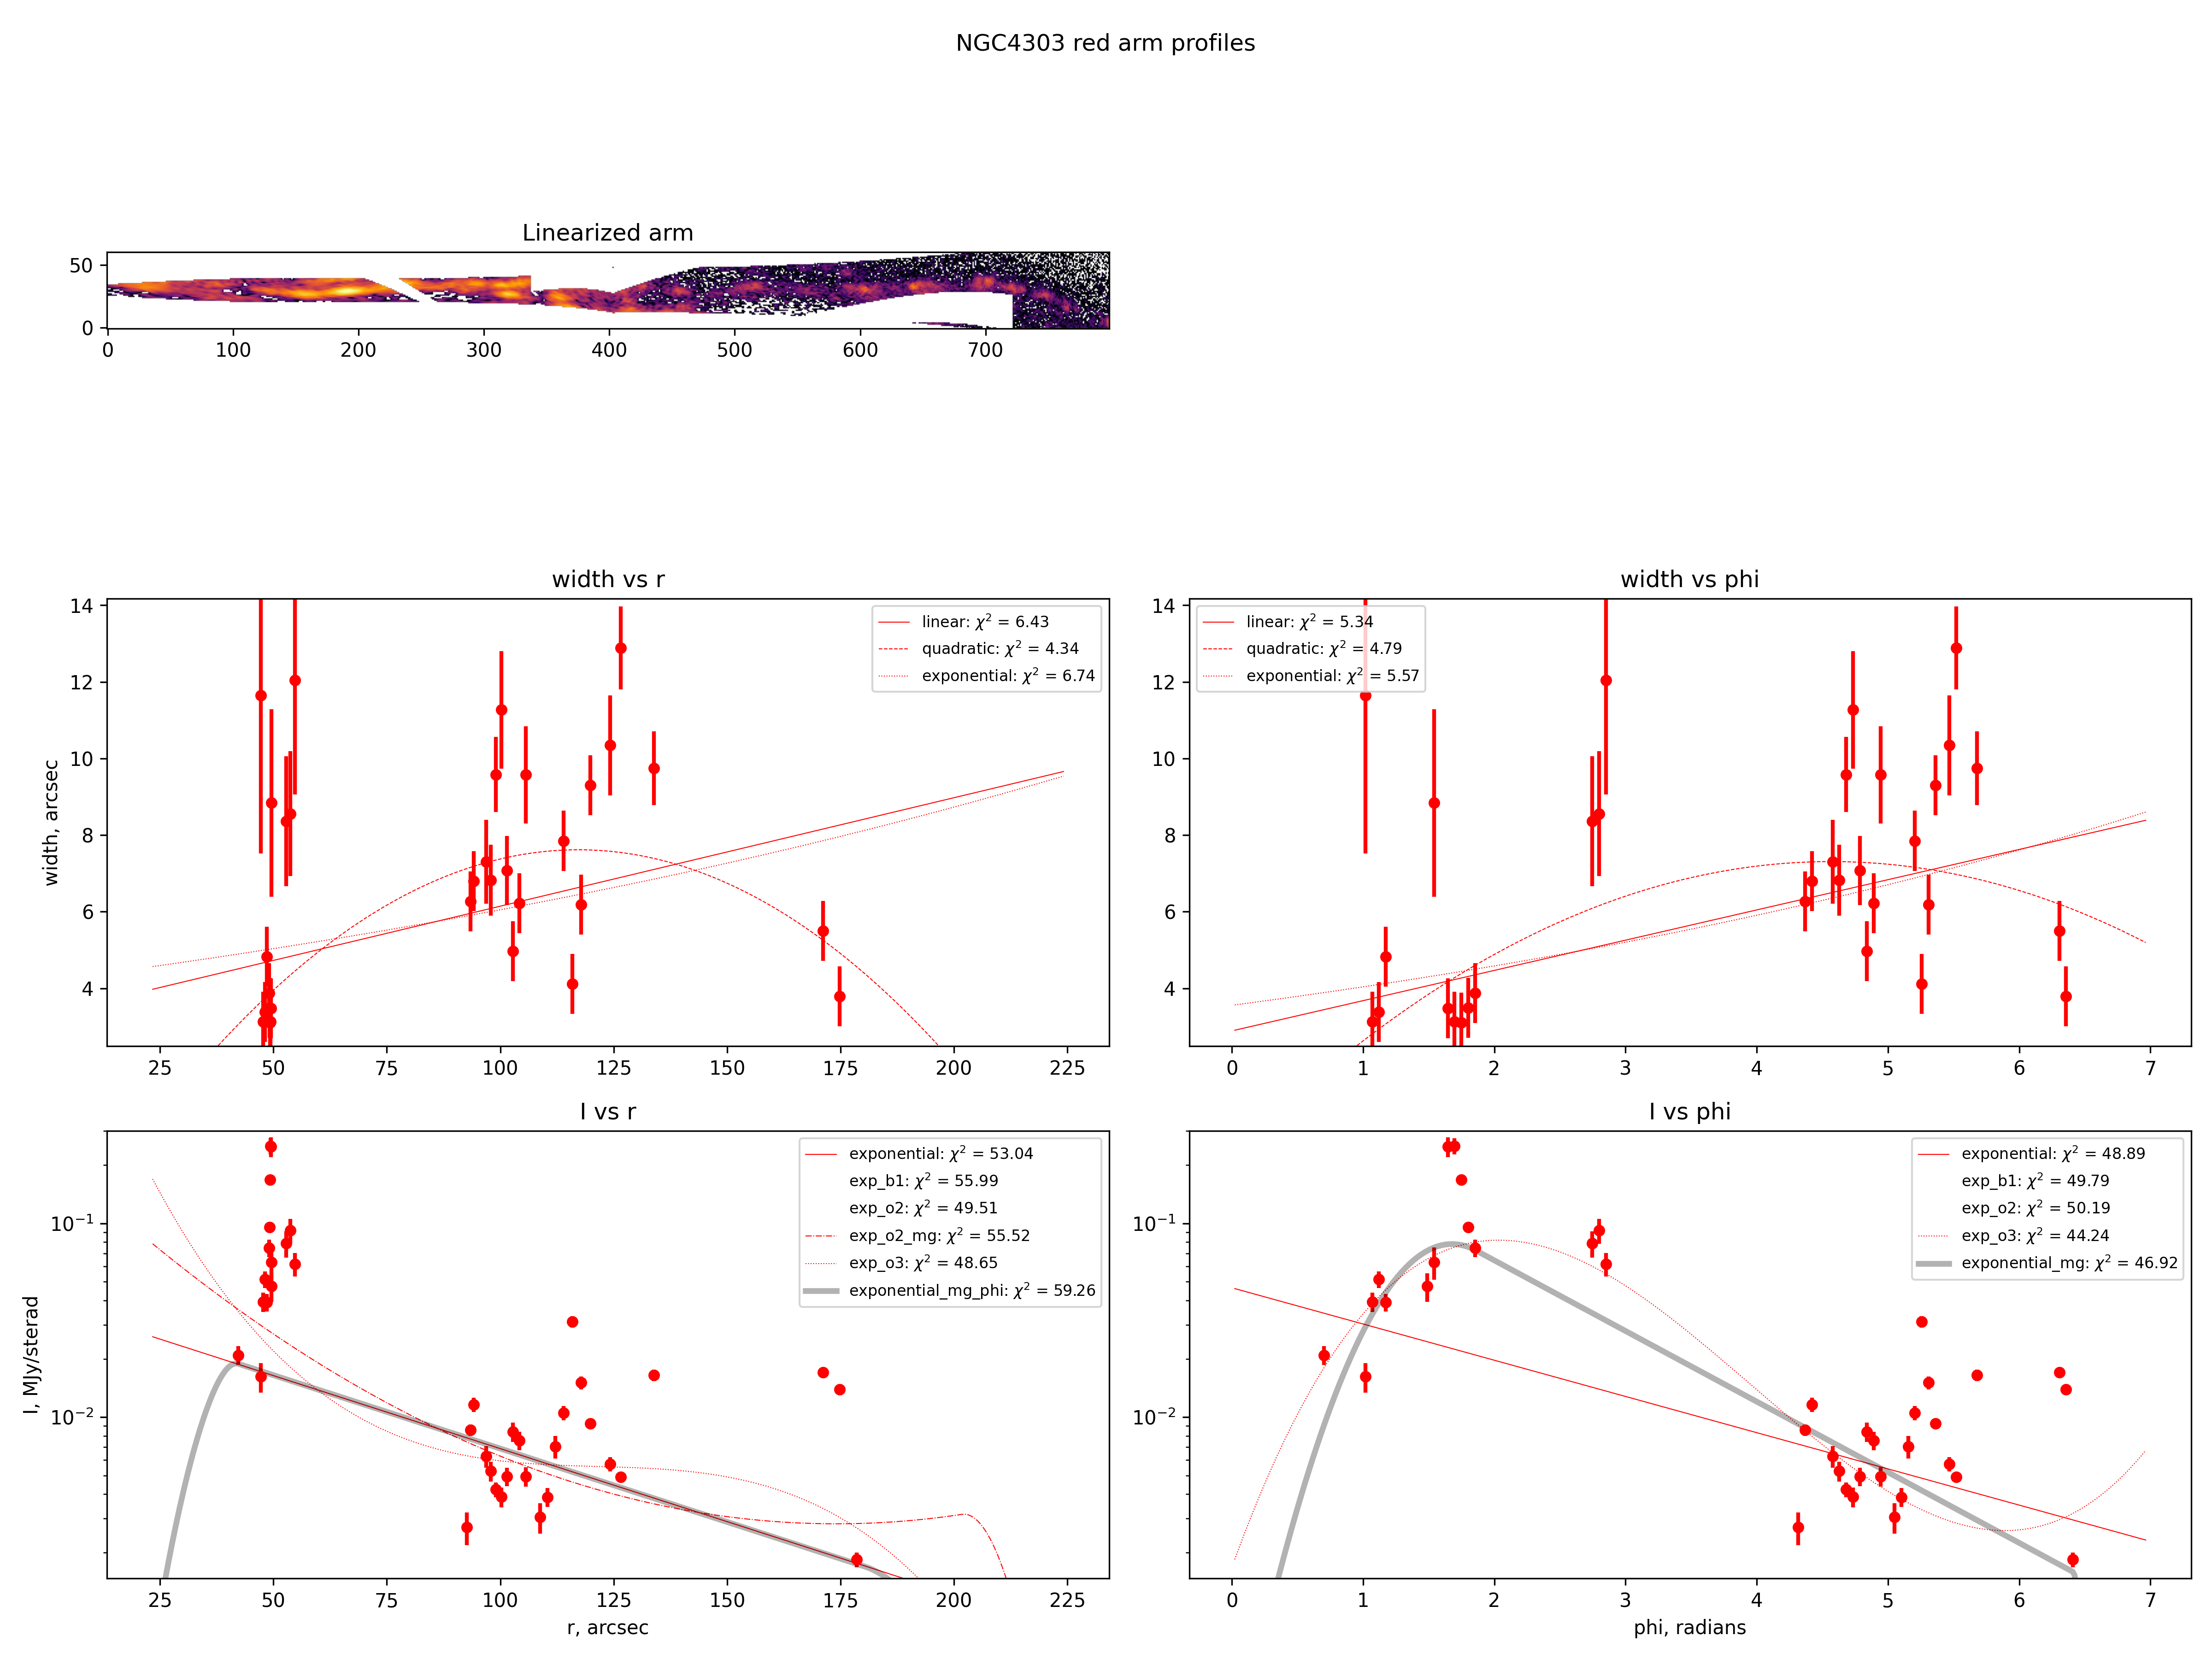 NGC4303 red arm profiles
Linearized arm
50
0
0 100 200 300 400 500 600 700
width vs r
width vs phi
14
12
10
8
6
4
width, arcsec
linear: χ² = 6.43
quadratic: χ² = 4.34
exponential: χ² = 6.74
25 50 75 100 125 150 175 200 225
14
12
10
8
6
4
linear: χ² = 5.34
quadratic: χ² = 4.79
exponential: χ² = 5.57
0 1 2 3 4 5 6 7
I vs r
I vs phi
10⁻¹
10⁻²
I, MJy/sterad
exponential: χ² = 53.04
exp_b1: χ² = 55.99
exp_o2: χ² = 49.51
exp_o2_mg: χ² = 55.52
exp_o3: χ² = 48.65
exponential_mg_phi: χ² = 59.26
25 50 75 100 125 150 175 200 225
r, arcsec
10⁻¹
10⁻²
exponential: χ² = 48.89
exp_b1: χ² = 49.79
exp_o2: χ² = 50.19
exp_o3: χ² = 44.24
exponential_mg: χ² = 46.92
0 1 2 3 4 5 6 7
phi, radians